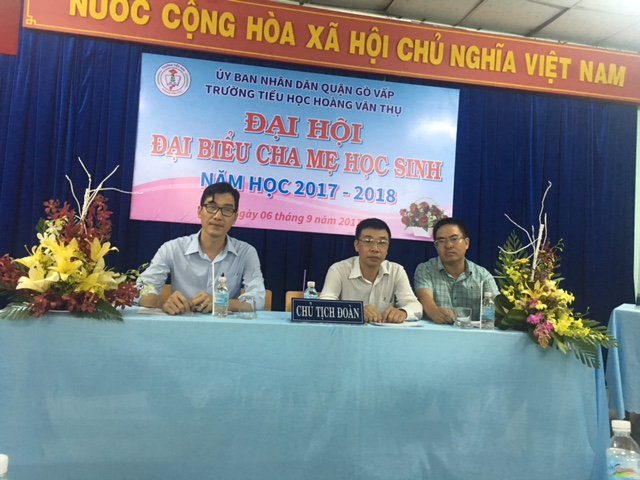 NƯỚC CỘNG HÒA XÃ HỘI CHỦ NGHĨA VIỆT NAM
ỦY BAN NHÂN DÂN QUẬN GÒ VẤP
TRƯỜNG TIỂU HỌC HOÀNG VĂN THỤ
ĐẠI HỘI
ĐẠI BIỂU CHA MẸ HỌC SINH
NĂM HỌC 2017 - 2018
Ngày 06 tháng 9 năm 2017
CHỦ TỊCH ĐOÀN